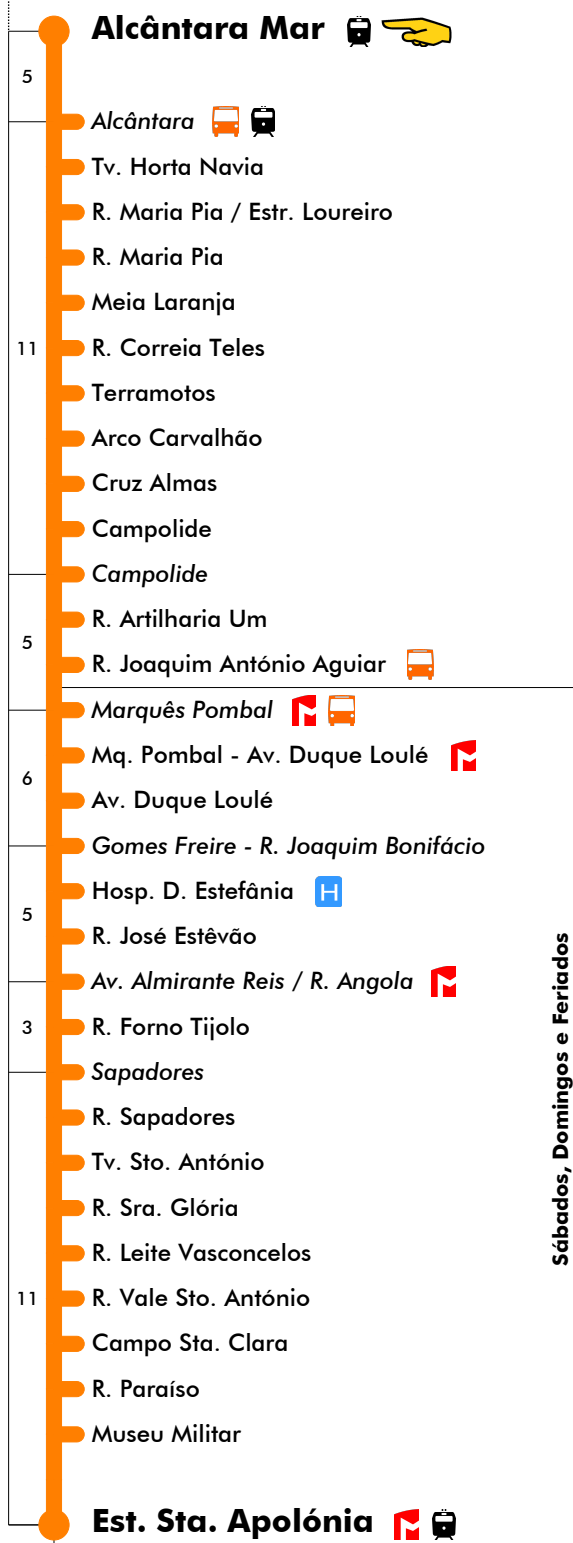 Alcântara Mar
5
Alcântara
Tv. Horta Navia
R. Maria Pia / Estr. Loureiro
R. Maria Pia
Meia Laranja
11
R. Correia Teles
Terramotos
Arco Carvalhão
Cruz Almas
Campolide
Campolide
R. Artilharia Um
5
R. Joaquim António Aguiar
Marquês Pombal
Mq. Pombal - Av. Duque Loulé
6
Av. Duque Loulé
Gomes Freire - R. Joaquim Bonifácio
Hosp. D. Estefânia
H
5
R. José Estêvão
Av. Almirante Reis / R. Angola
3
R. Forno Tijolo
Sapadores
R. Sapadores
Tv. Sto. António
R. Sra. Glória
R. Leite Vasconcelos
11
R. Vale Sto. António
Campo Sta. Clara
R. Paraíso
Museu Militar
Est. Sta. Apolónia
Sábados, Domingos e Feriados